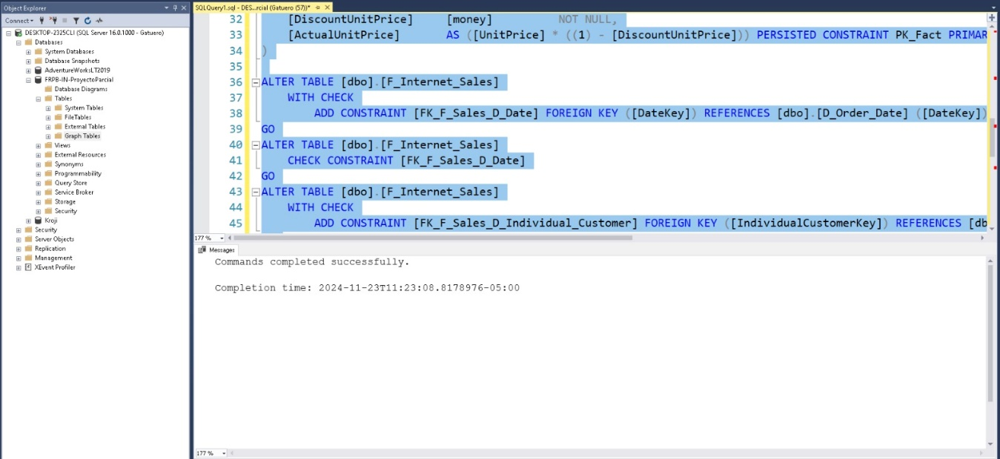 Object Explorer
Connect
DESKTOP-2325CLI (SQL Server 16.0.1000 - Gatuero)
Databases
System Databases
Database Snapshots
AdventureWorksLT2019
FRPB-IN-ProyectoParcial
Database Diagrams
Tables
System Tables
FileTables
External Tables
Graph Tables
Views
External Resources
Synonyms
Programmability
Query Store
Service Broker
Storage
Security
Kroji
Security
Server Objects
Replication
Management
XEvent Profiler
SQLQuery1.sql - DES...rcial (Gatuero (57))*
32 [DiscountUnitPrice] [money] NOT NULL,
33 [ActualUnitPrice] AS ([UnitPrice] * ((1) - [DiscountUnitPrice])) PERSISTED CONSTRAINT PK_Fact PRIMAR
34 )
35
36 ALTER TABLE [dbo].[F_Internet_Sales]
37 WITH CHECK
38 ADD CONSTRAINT [FK_F_Sales_D_Date] FOREIGN KEY ([DateKey]) REFERENCES [dbo].[D_Order_Date] ([DateKey])
39 GO
40 ALTER TABLE [dbo].[F_Internet_Sales]
41 CHECK CONSTRAINT [FK_F_Sales_D_Date]
42 GO
43 ALTER TABLE [dbo].[F_Internet_Sales]
44 WITH CHECK
45 ADD CONSTRAINT [FK_F_Sales_D_Individual_Customer] FOREIGN KEY ([IndividualCustomerKey]) REFERENCES [db
177 %
Messages
Commands completed successfully.
Completion time: 2024-11-23T11:23:08.8178976-05:00
177 %